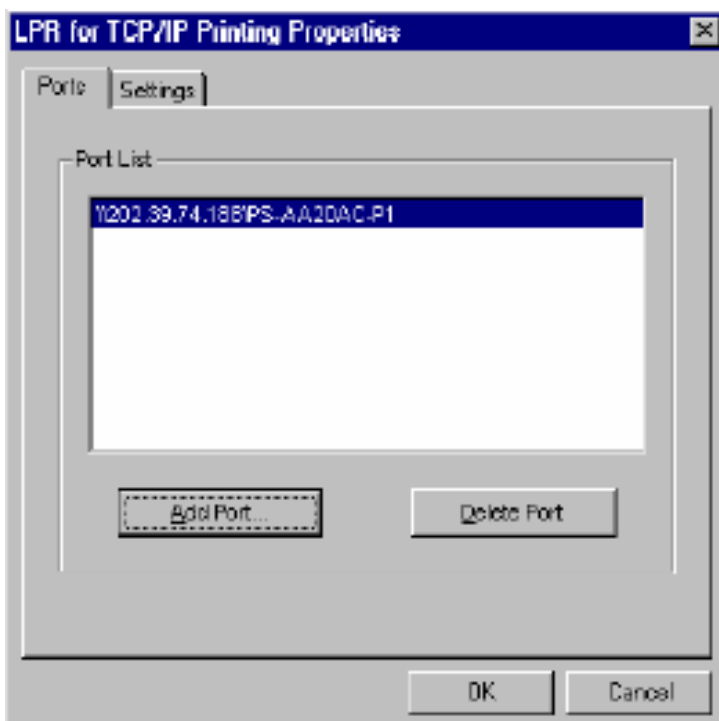 LPR for TCP/IP Printing Properties
Ports
Settings
Port List
\\202.39.74.188\PS-AA2DAC-P1
Add Port...
Delete Port
OK
Cancel